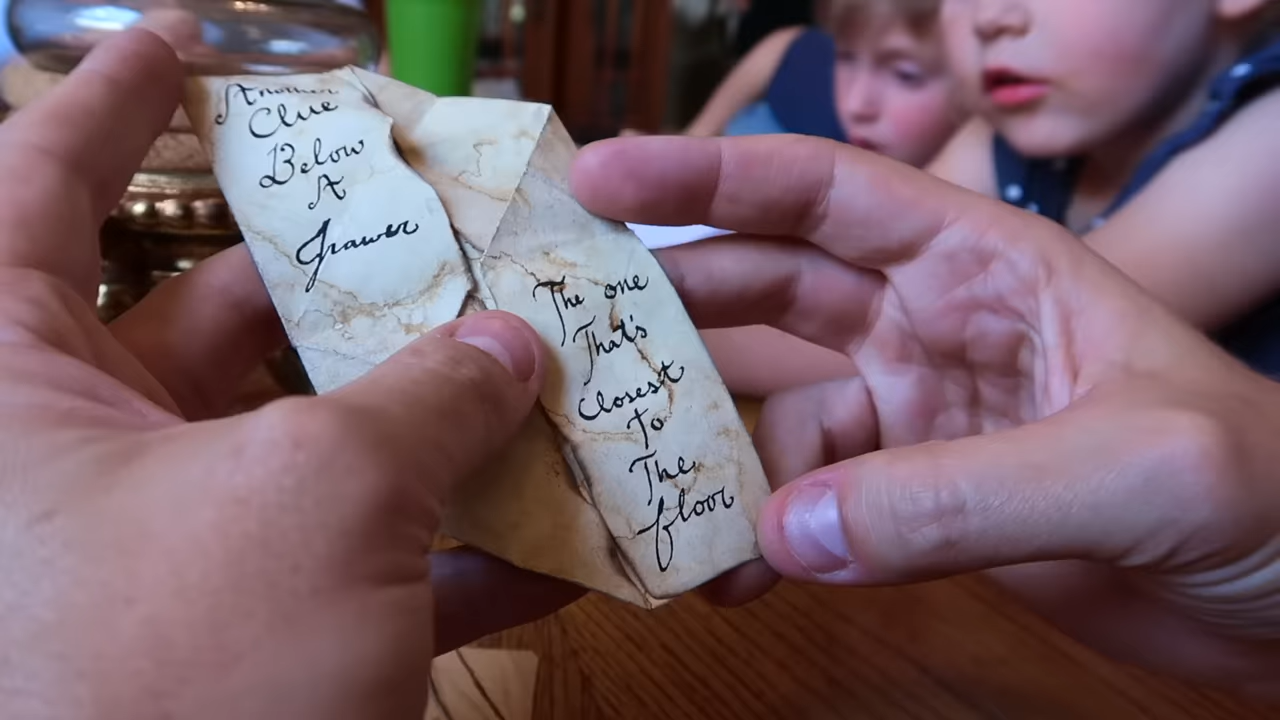 Another
Clue
Below
A
Drawer
The one
That's
closest
To
The
floor